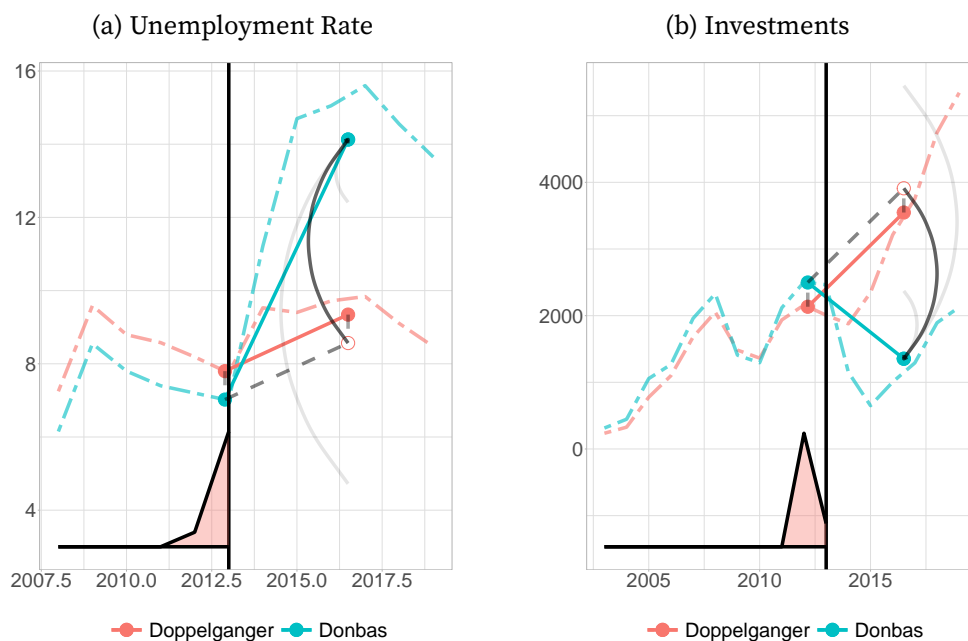 (a) Unemployment Rate
16
12
8
4
2007.5 2010.0 2012.5 2015.0 2017.5
Doppelganger Donbas
(b) Investments
4000
2000
0
2005 2010 2015
Doppelganger Donbas